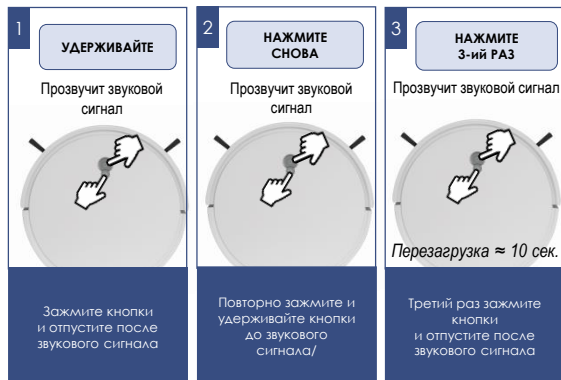 1
УДЕРЖИВАЙТЕ
Прозвучит звуковой
сигнал
Зажмите кнопки
и отпустите после
звукового сигнала
2
НАЖМИТЕ
СНОВА
Прозвучит звуковой
сигнал
Повторно зажмите и
удерживайте кнопки
до звукового
сигнала/
3
НАЖМИТЕ
3-ий РАЗ
Прозвучит звуковой сигнал
Перезагрузка ≈ 10 сек.
Третий раз зажмите
кнопки
и отпустите после
звукового сигнала